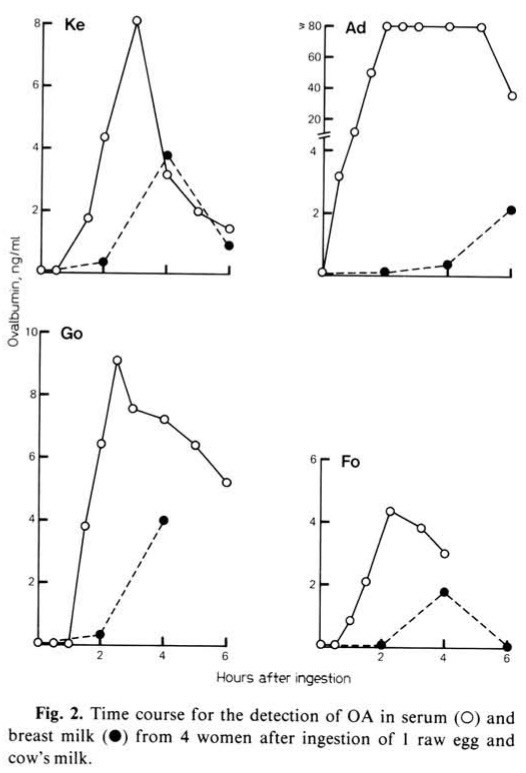 Ke
8
6
4
2
Ad
> 80
60
40
20
4
2
Ovalbumin, ng/ml
Go
10
8
6
4
2
2
4
6
Fo
6
4
2
2
4
6
Hours after ingestion
Fig. 2. Time course for the detection of OA in serum (○) and
breast milk (●) from 4 women after ingestion of 1 raw egg and
cow's milk.